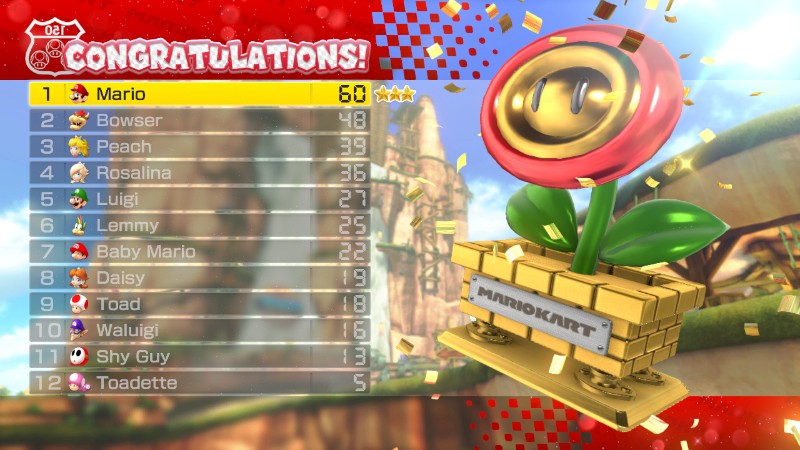 150
CONGRATULATIONS!
1 Mario 60
2 Bowser 48
3 Peach 39
4 Rosalina 36
5 Luigi 27
6 Lemmy 25
7 Baby Mario 22
8 Daisy 19
9 Toad 18
10 Waluigi 16
11 Shy Guy 13
12 Toadette 5
MARIOKART